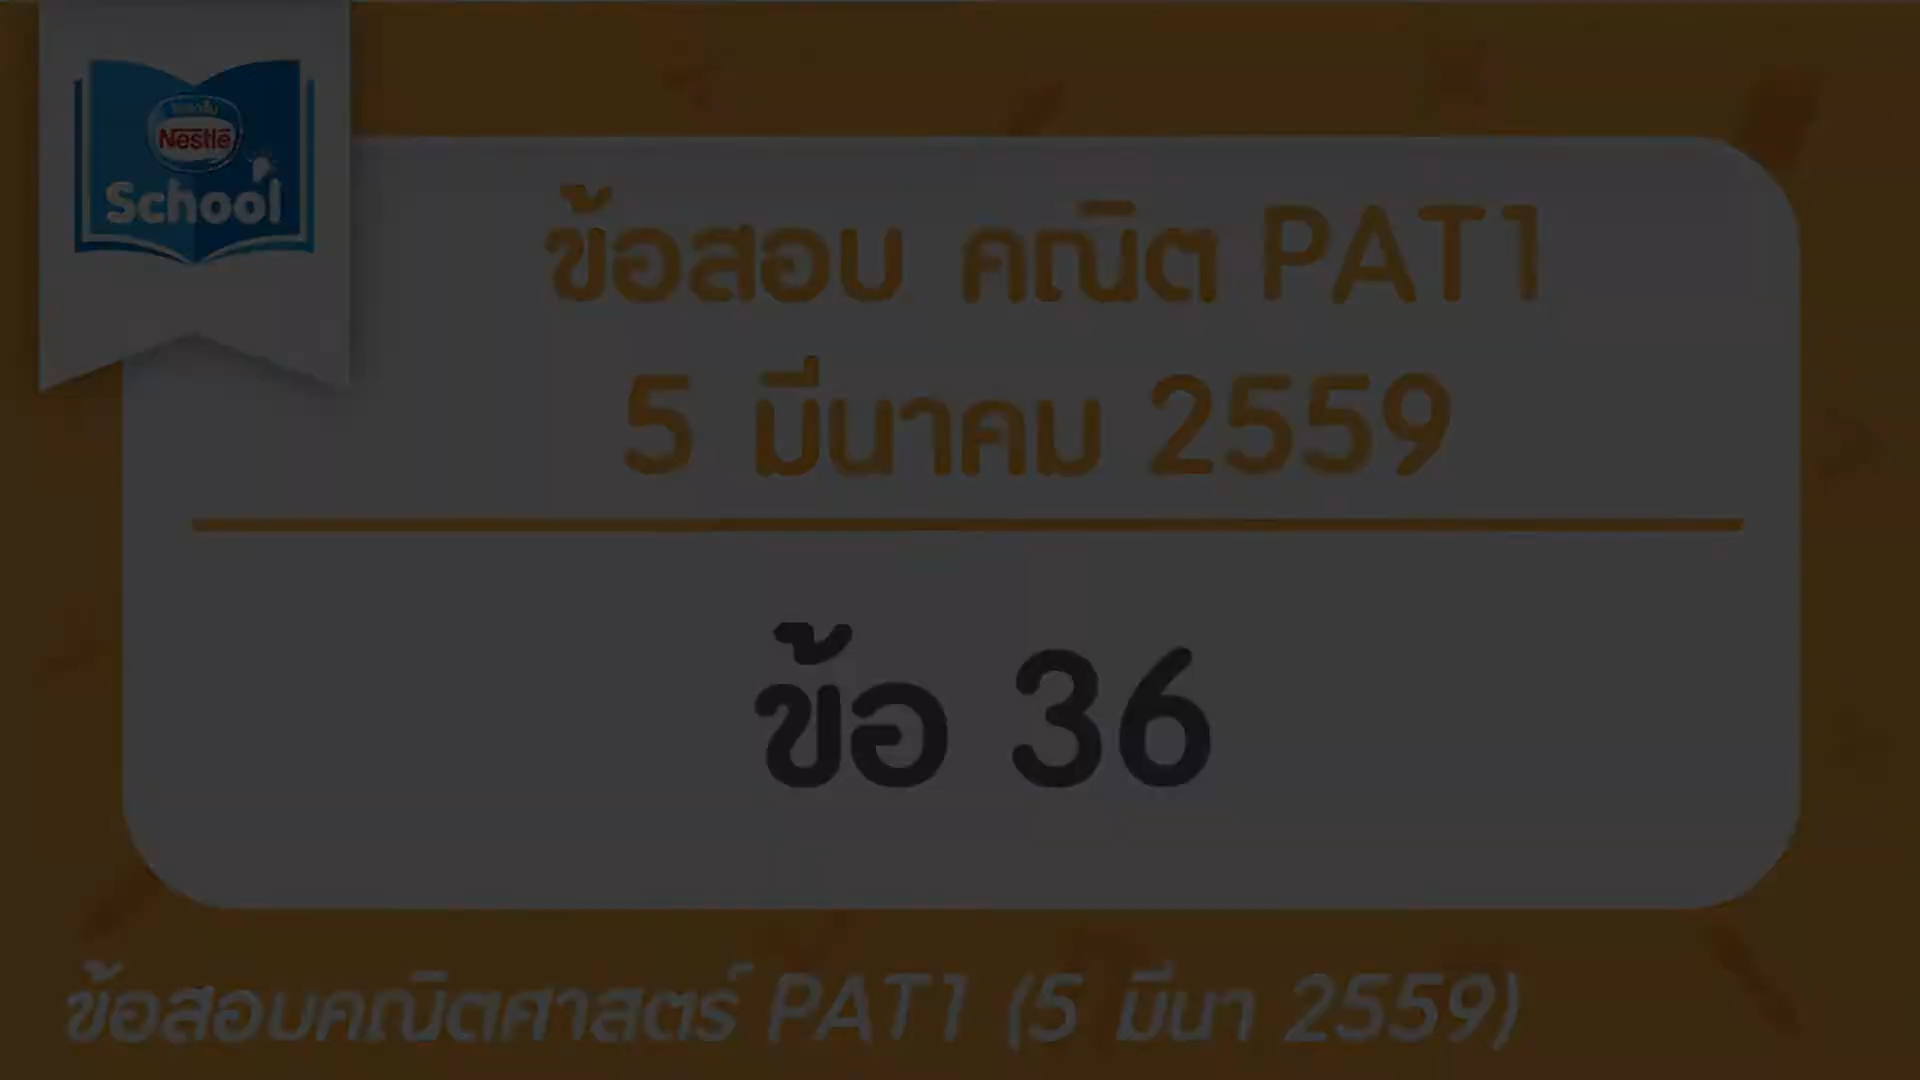 Nestlé
School
ข้อสอบ คณิต PAT1
5 มีนาคม 2559
ข้อ 36
ข้อสอบคณิตศาสตร์ PAT1 (5 มีนา 2559)